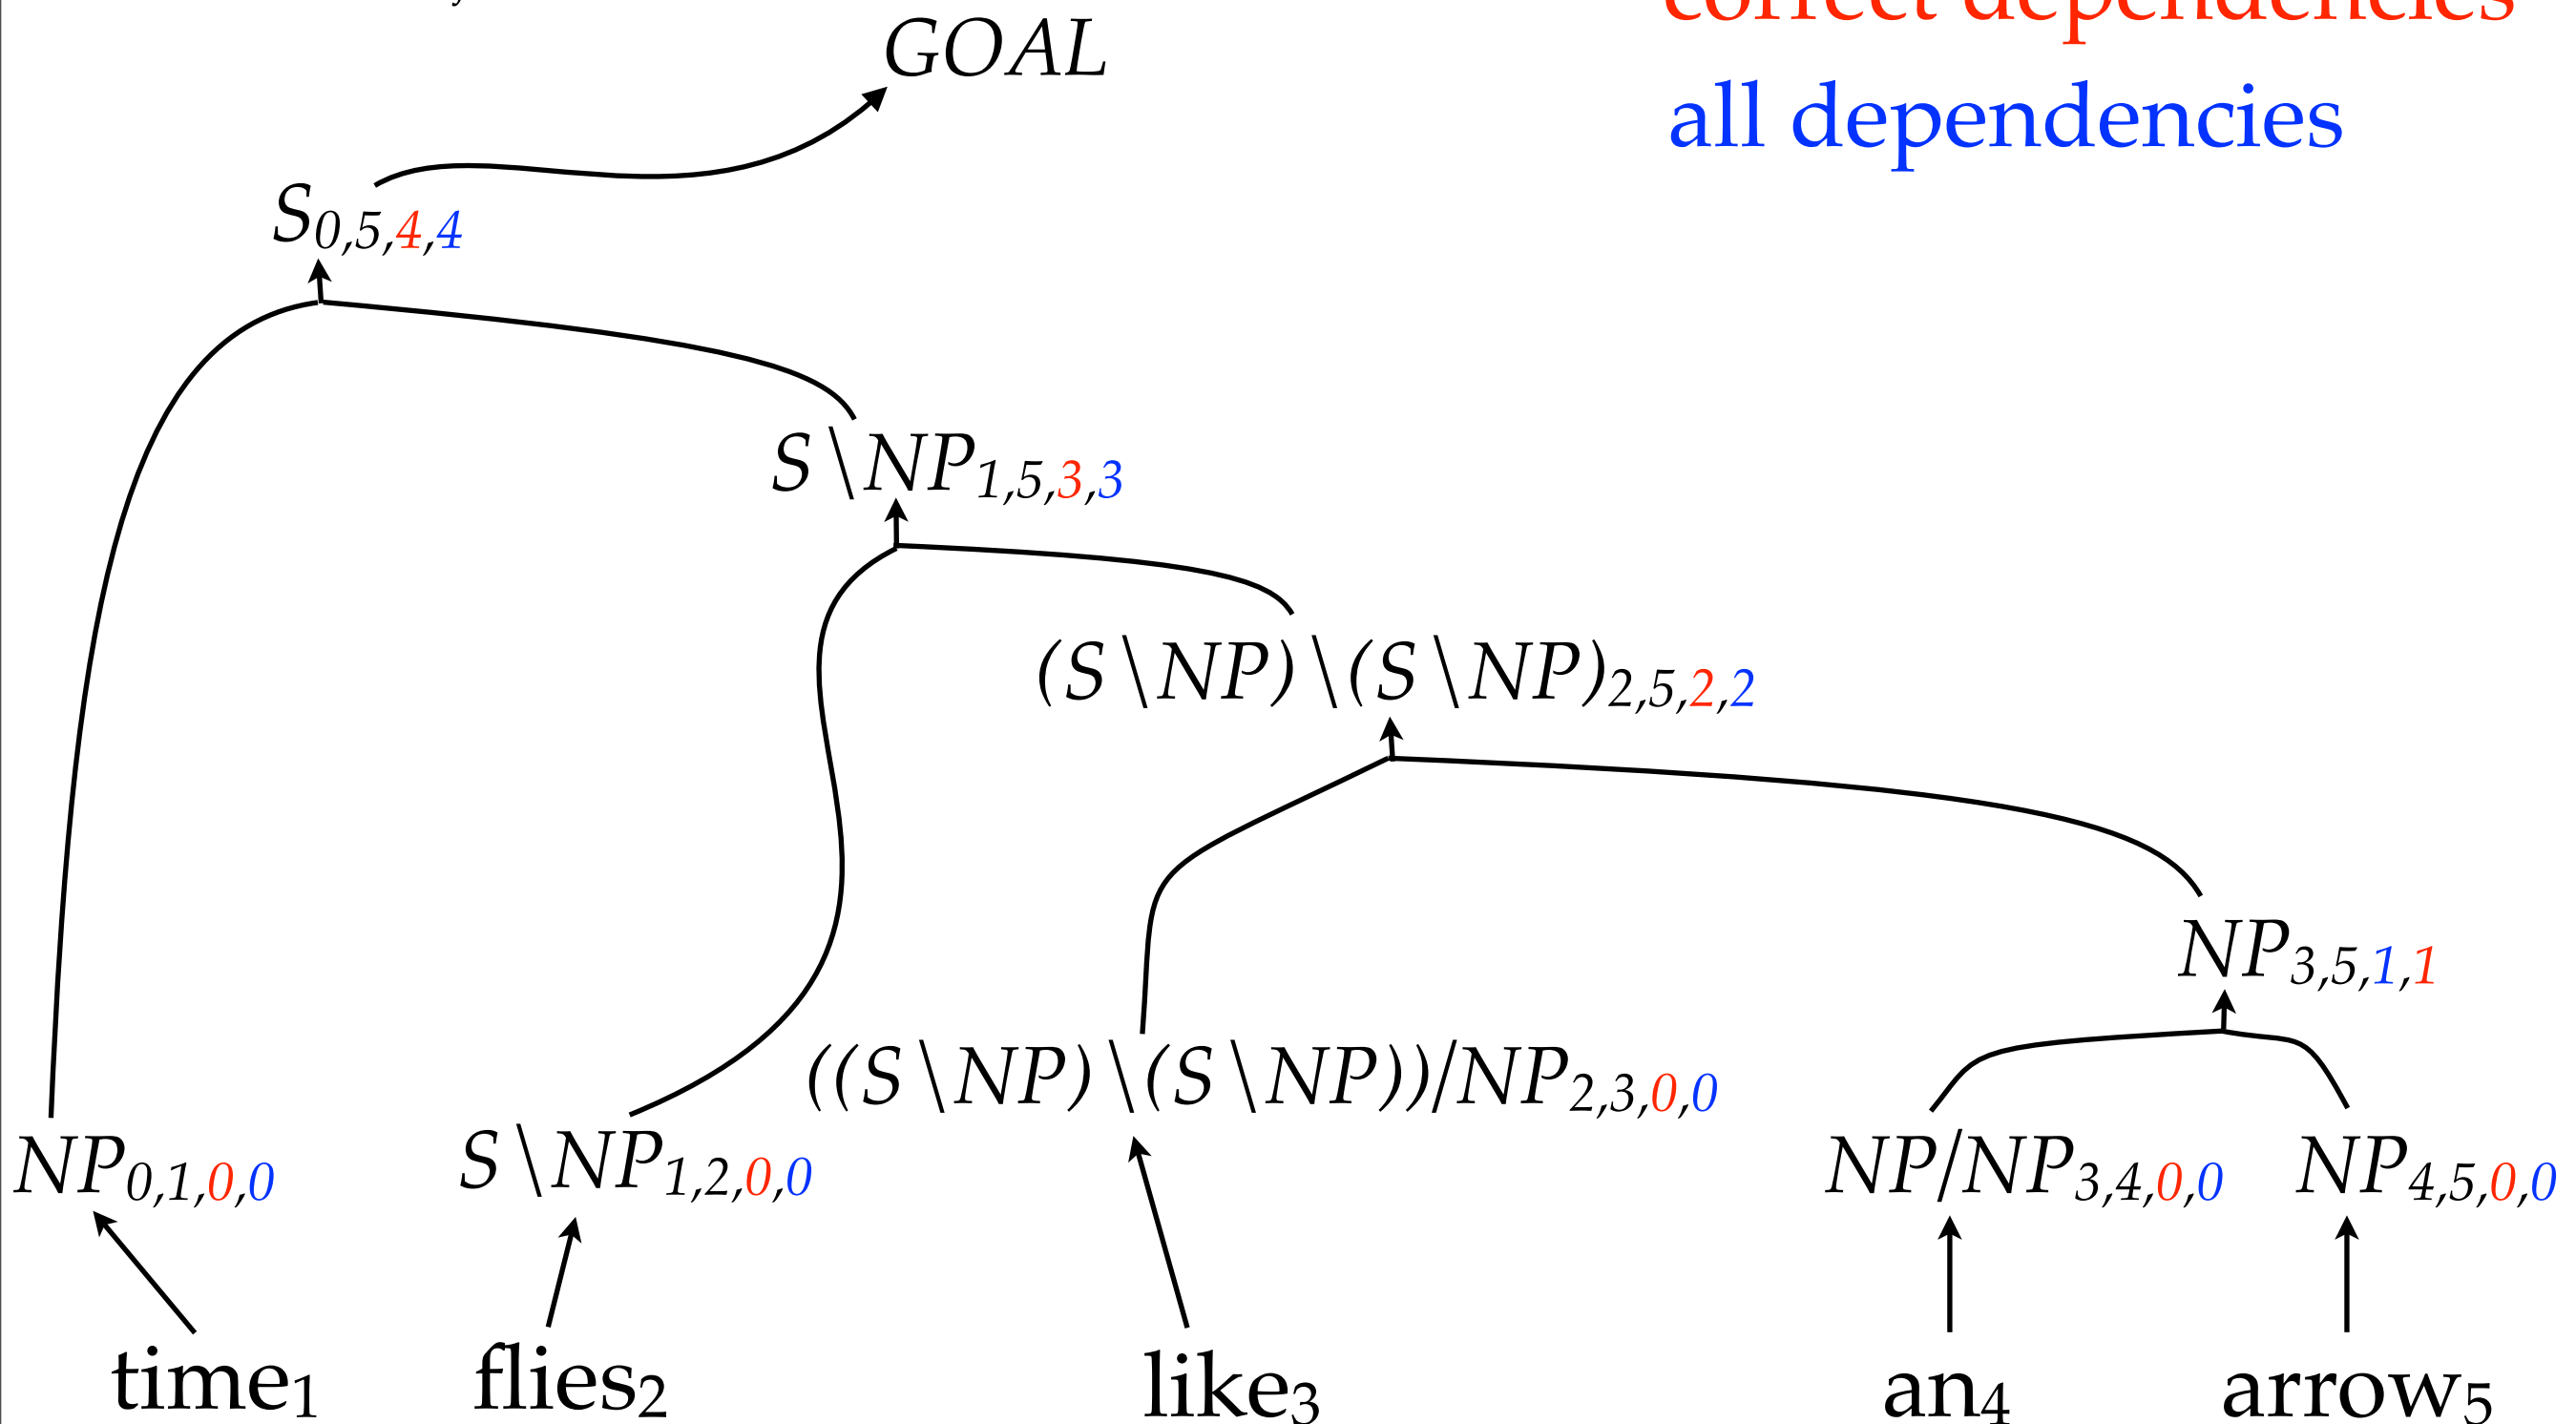 correct dependencies
GOAL
all dependencies
S0,5,4,4
S\NP1,5,3,3
(S\NP)\(S\NP)2,5,2,2
NP3,5,1,1
((S\NP)\(S\NP))/NP2,3,0,0
NP0,1,0,0 S\NP1,2,0,0 NP/NP3,4,0,0 NP4,5,0,0
time1 flies2 like3 an4 arrow5